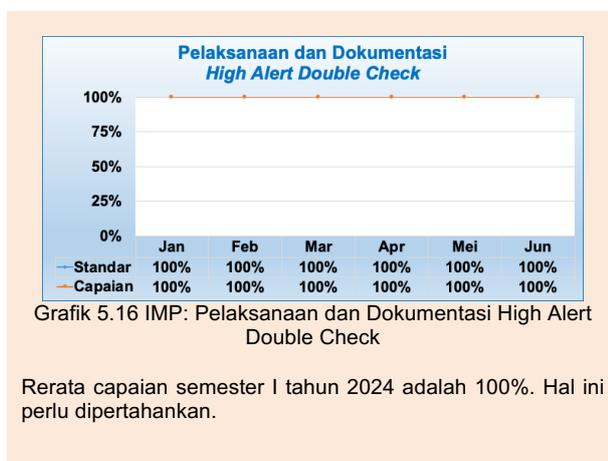 Pelaksanaan dan Dokumentasi
High Alert Double Check
100%
75%
50%
25%
0%
Jan Feb Mar Apr Mei Jun
Standar 100% 100% 100% 100% 100% 100%
Capaian 100% 100% 100% 100% 100% 100%
Grafik 5.16 IMP: Pelaksanaan dan Dokumentasi High Alert
Double Check
Rerata capaian semester I tahun 2024 adalah 100%. Hal ini
perlu dipertahankan.